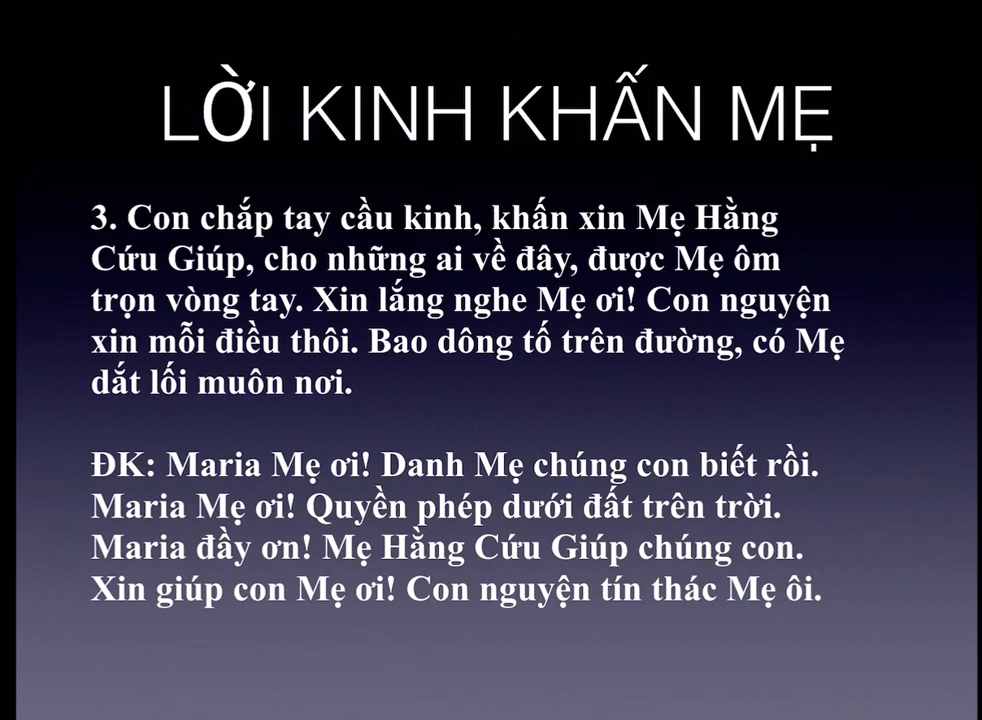 LỜI KINH KHẤN MẸ
3. Con chắp tay cầu kinh, khấn xin Mẹ Hằng
Cứu Giúp, cho những ai về đây, được Mẹ ôm
trọn vòng tay. Xin lắng nghe Mẹ ơi! Con nguyện
xin mỗi điều thôi. Bao dông tố trên đường, có Mẹ
dắt lối muôn nơi.
ĐK: Maria Mẹ ơi! Danh Mẹ chúng con biết rồi.
Maria Mẹ ơi! Quyền phép dưới đất trên trời.
Maria đầy ơn! Mẹ Hằng Cứu Giúp chúng con.
Xin giúp con Mẹ ơi! Con nguyện tín thác Mẹ ôi.